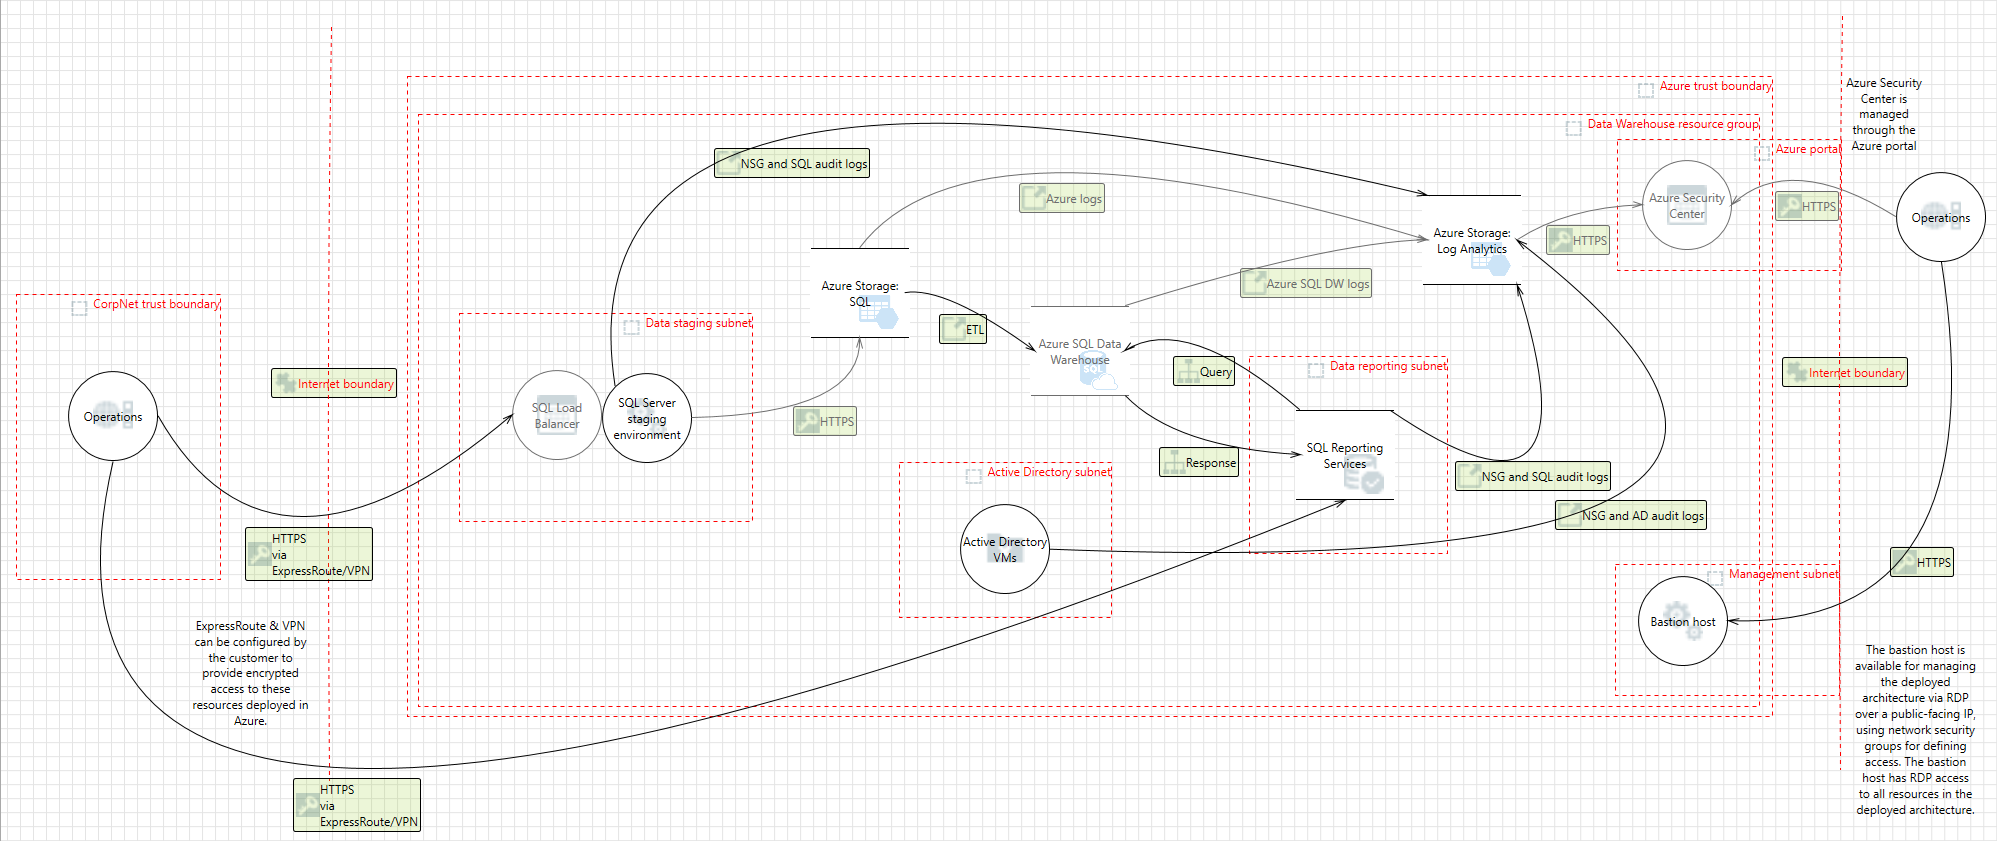 Azure trust boundary
Data Warehouse resource group
Azure portal
Azure Security
Center is
managed
through the
Azure portal
NSG and SQL audit logs
Azure logs
Azure Security
Center
HTTPS
Operations
Azure Storage:
Log Analytics
HTTPS
Azure Storage:
SQL
Azure SQL DW logs
CorpNet trust boundary
Data staging subnet
ETL
Azure SQL Data
Warehouse
Query
Data reporting subnet
Internet boundary
Internet boundary
Operations
SQL Load
Balancer
SQL Server
staging
environment
HTTPS
SQL Reporting
Services
Response
Active Directory subnet
NSG and SQL audit logs
NSG and AD audit logs
HTTPS
via
ExpressRoute/VPN
Active Directory
VMs
HTTPS
Management subnet
Bastion host
ExpressRoute & VPN
can be configured by
the customer to
provide encrypted
access to these
resources deployed in
Azure.
The bastion host is
available for managing
the deployed
architecture via RDP
over a public-facing IP,
using network security
groups for defining
access. The bastion
host has RDP access
to all resources in the
deployed architecture.
HTTPS
via
ExpressRoute/VPN
SQL